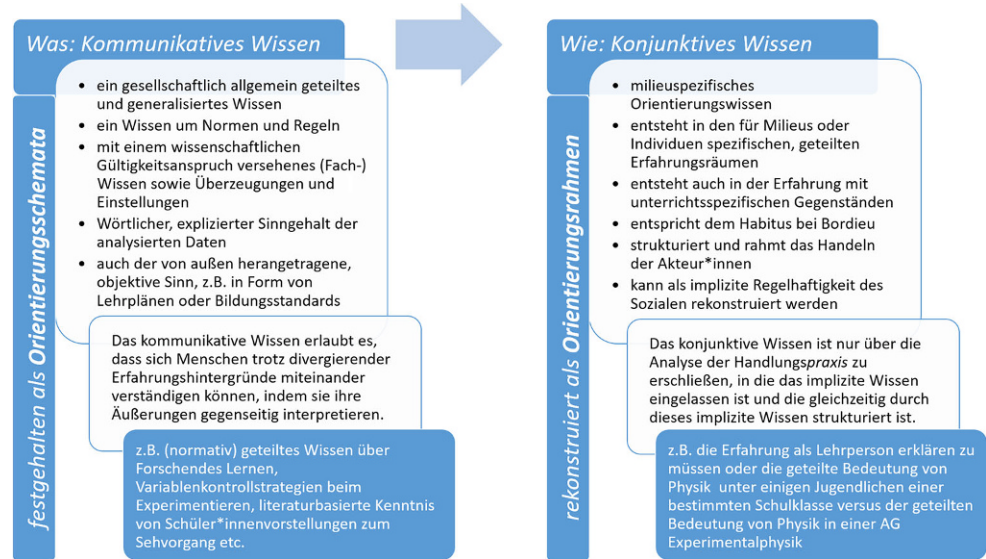 Was: Kommunikatives Wissen
festgehalten als Orientierungsschemata
• ein gesellschaftlich allgemein geteiltes
und generalisiertes Wissen
• ein Wissen um Normen und Regeln
• mit einem wissenschaftlichen
Gültigkeitsanspruch versehenes (Fach-)
Wissen sowie Überzeugungen und
Einstellungen
• Wörtlicher, explizierter Sinngehalt der
analysierten Daten
• auch der von außen herangetragene,
objektive Sinn, z.B. in Form von
Lehrplänen oder Bildungsstandards
Das kommunikative Wissen erlaubt es,
dass sich Menschen trotz divergierender
Erfahrungshintergründe miteinander
verständigen können, indem sie ihre
Äußerungen gegenseitig interpretieren.
z.B. (normativ) geteiltes Wissen über
Forschendes Lernen,
Variablenkontrollstrategien beim
Experimentieren, literaturbasierte Kenntnis
von Schüler*innenvorstellungen zum
Sehvorgang etc.
Wie: Konjunktives Wissen
rekonstruiert als Orientierungsrahmen
• milieuspezifisches
Orientierungswissen
• entsteht in den für Milieus oder
Individuen spezifischen, geteilten
Erfahrungsräumen
• entsteht auch in der Erfahrung mit
unterrichtsspezifischen Gegenständen
• entspricht dem Habitus bei Bordieu
• strukturiert und rahmt das Handeln
der Akteur*innen
• kann als implizite Regelhaftigkeit des
Sozialen rekonstruiert werden
Das konjunktive Wissen ist nur über die
Analyse der Handlungspraxis zu
erschließen, in die das implizite Wissen
eingelassen ist und die gleichzeitig durch
dieses implizite Wissen strukturiert ist.
z.B. die Erfahrung als Lehrperson erklären zu
müssen oder die geteilte Bedeutung von
Physik unter einigen Jugendlichen einer
bestimmten Schulklasse versus der geteilten
Bedeutung von Physik in einer AG
Experimentalphysik